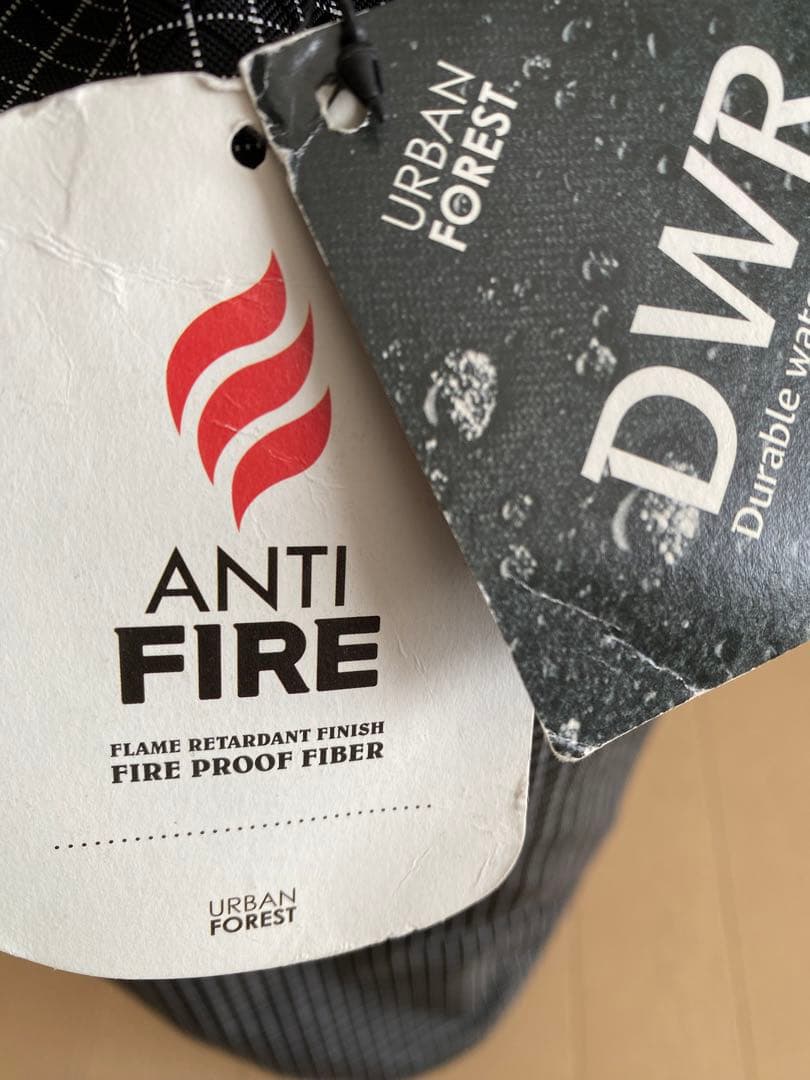 ANTI
FIRE
FLAME RETARDANT FINISH
FIRE PROOF FIBER
URBAN
FOREST
URBAN
FOREST
DWR
Durable